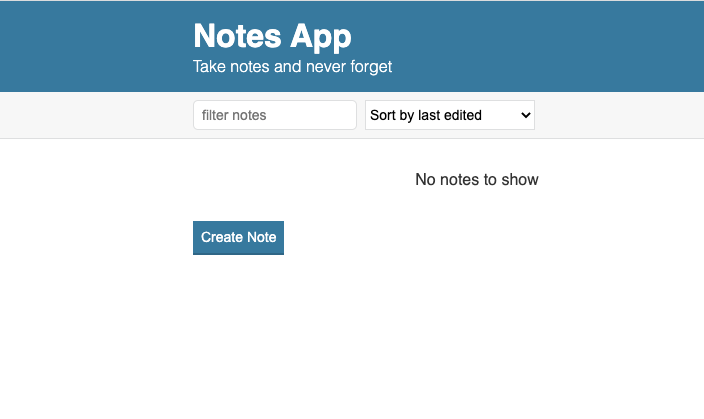 Notes App
Take notes and never forget
filter notes
Sort by last edited
No notes to show
Create Note